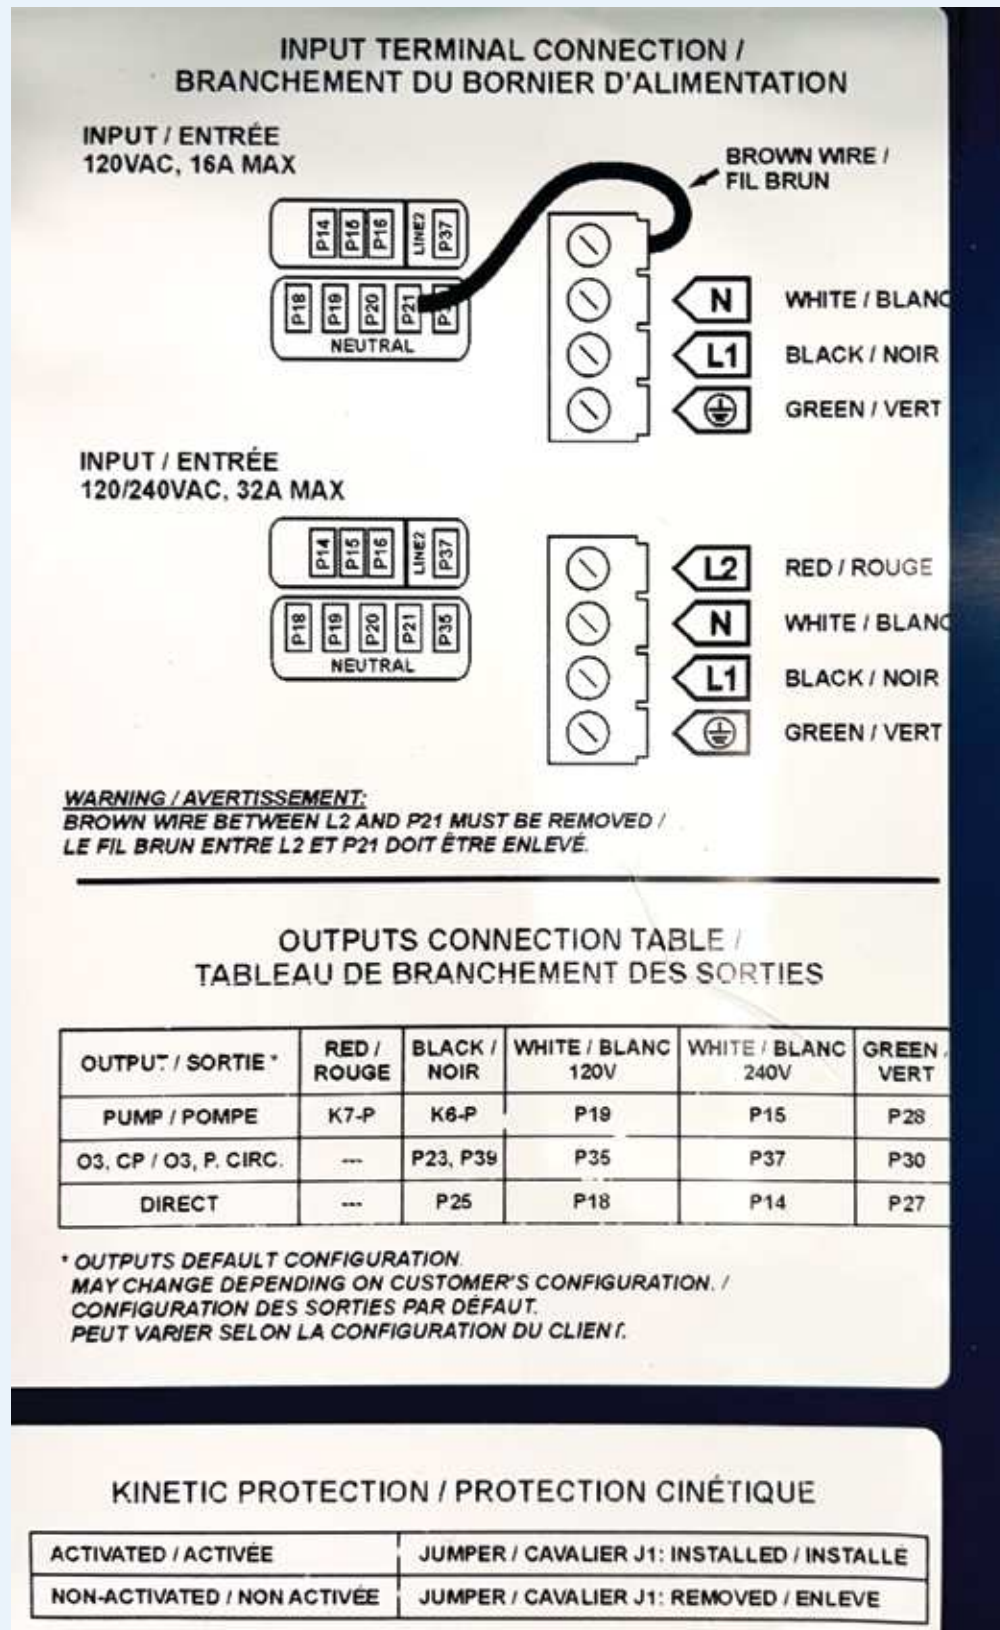 INPUT TERMINAL CONNECTION /
BRANCHEMENT DU BORNIER D'ALIMENTATION
INPUT / ENTRÉE
120VAC, 16A MAX
BROWN WIRE /
FIL BRUN
P14 P15 P16 LINE2 P37
P18 P19 P20 P21
NEUTRAL
N WHITE / BLANC
L1 BLACK / NOIR
GREEN / VERT
INPUT / ENTRÉE
120/240VAC, 32A MAX
P14 P15 P16 LINE2 P37
P18 P19 P20 P21 P35
NEUTRAL
L2 RED / ROUGE
N WHITE / BLANC
L1 BLACK / NOIR
GREEN / VERT
WARNING / AVERTISSEMENT:
BROWN WIRE BETWEEN L2 AND P21 MUST BE REMOVED /
LE FIL BRUN ENTRE L2 ET P21 DOIT ÊTRE ENLEVÉ.
OUTPUTS CONNECTION TABLE /
TABLEAU DE BRANCHEMENT DES SORTIES
OUTPUT / SORTIE * RED / ROUGE BLACK / NOIR WHITE / BLANC 120V WHITE / BLANC 240V GREEN / VERT
PUMP / POMPE K7-P K6-P P19 P15 P28
O3, CP / O3, P. CIRC. --- P23, P39 P35 P37 P30
DIRECT --- P25 P18 P14 P27
* OUTPUTS DEFAULT CONFIGURATION.
MAY CHANGE DEPENDING ON CUSTOMER'S CONFIGURATION. /
CONFIGURATION DES SORTIES PAR DÉFAUT.
PEUT VARIER SELON LA CONFIGURATION DU CLIENT.
KINETIC PROTECTION / PROTECTION CINÉTIQUE
ACTIVATED / ACTIVÉE JUMPER / CAVALIER J1: INSTALLED / INSTALLÉ
NON-ACTIVATED / NON ACTIVÉE JUMPER / CAVALIER J1: REMOVED / ENLEVÉ